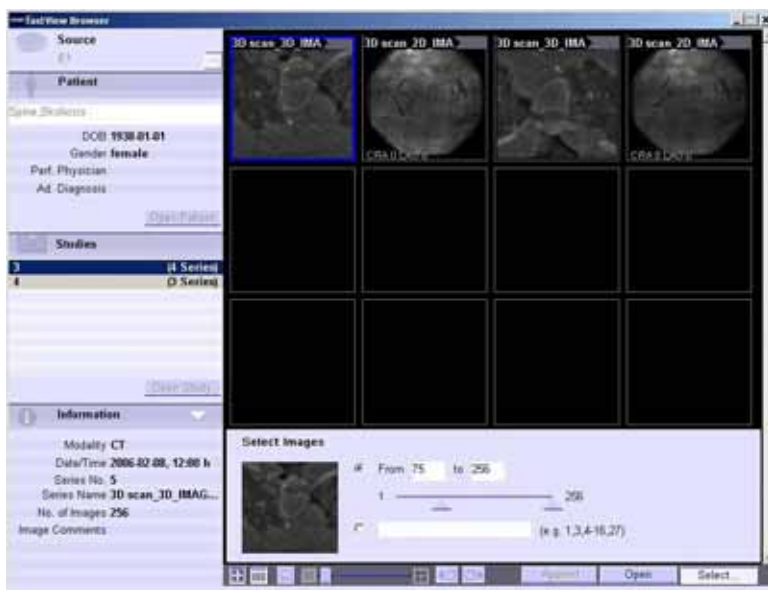 FastView Browser
Source
Patient
Spine, Skoliosis
DOB 1938-01-01
Gender female
Perf. Physician
Ad. Diagnosis
Open Patient
Studies
3 (4 Series)
4 (3 Series)
Open Study
Information
Modality CT
Date/Time 2006-02-08, 12:00 h
Series No. 5
Series Name 3D scan_3D_IMAG...
No. of Images 256
Image Comments
3D scan_3D_IMA
3D scan_2D_IMA
3D scan_3D_IMA
3D scan_2D_IMA
Select Images
From 75 to 256
1 256
(e.g. 1,3,4-16,27)
Append
Open
Select...